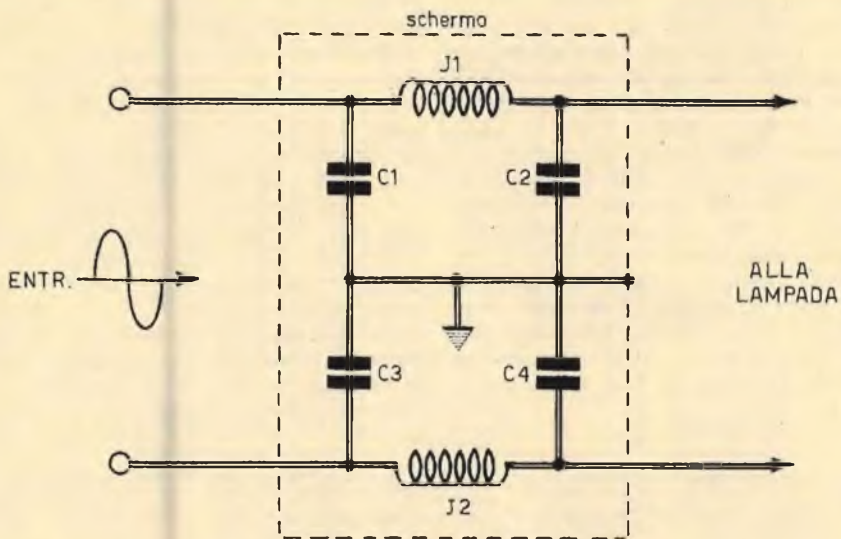 schermo
J1
C1
C2
ENTR.
ALLA
LAMPADA
C3
C4
J2